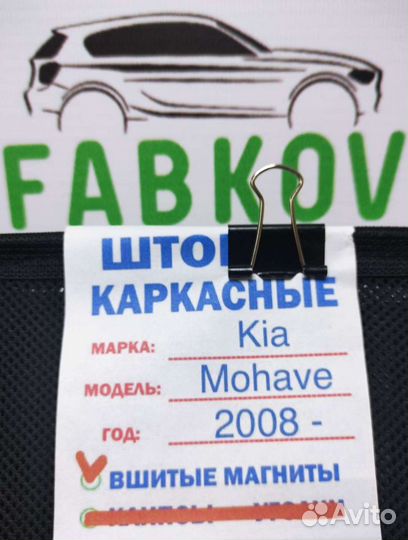 FABKOV
КАРКАСНЫЕ
МАРКА: Kia
МОДЕЛЬ: Mohave
ГОД: 2008 -
ВШИТЫЕ МАГНИТЫ
Avito